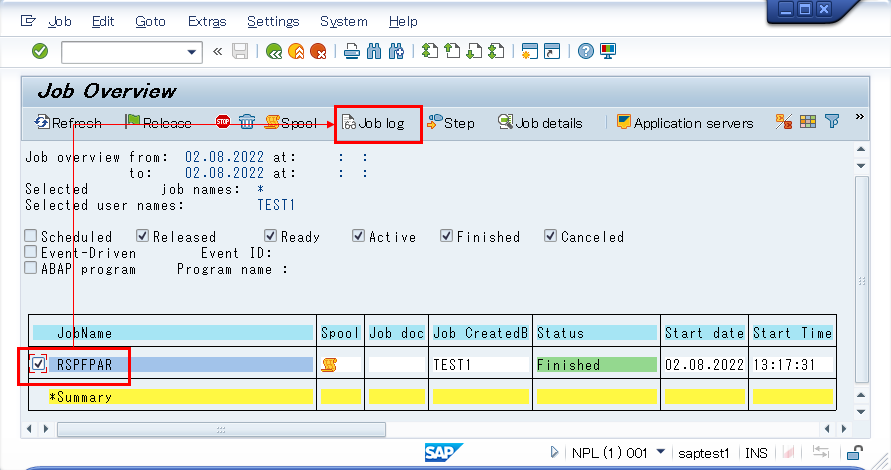 Job Edit Goto Extras Settings System Help
Job Overview
Refresh Release STOP Spool Job log Step Job details Application servers
Job overview from: 02.08.2022 at: : :
to: 02.08.2022 at: : :
Selected job names: *
Selected user names: TEST1
Scheduled Released Ready Active Finished Canceled
Event-Driven Event ID:
ABAP program Program name :
JobName Spool Job doc Job CreatedB Status Start date Start Time
RSPFPAR TEST1 Finished 02.08.2022 13:17:31
*Summary
SAP NPL (1) 001 saptest1 INS